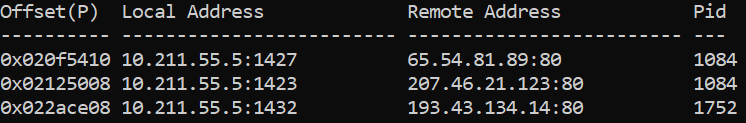 Offset(P) Local Address Remote Address Pid
---------- ------------------------- ------------------------- ---
0x020f5410 10.211.55.5:1427 65.54.81.89:80 1084
0x02125008 10.211.55.5:1423 207.46.21.123:80 1084
0x022ace08 10.211.55.5:1432 193.43.134.14:80 1752